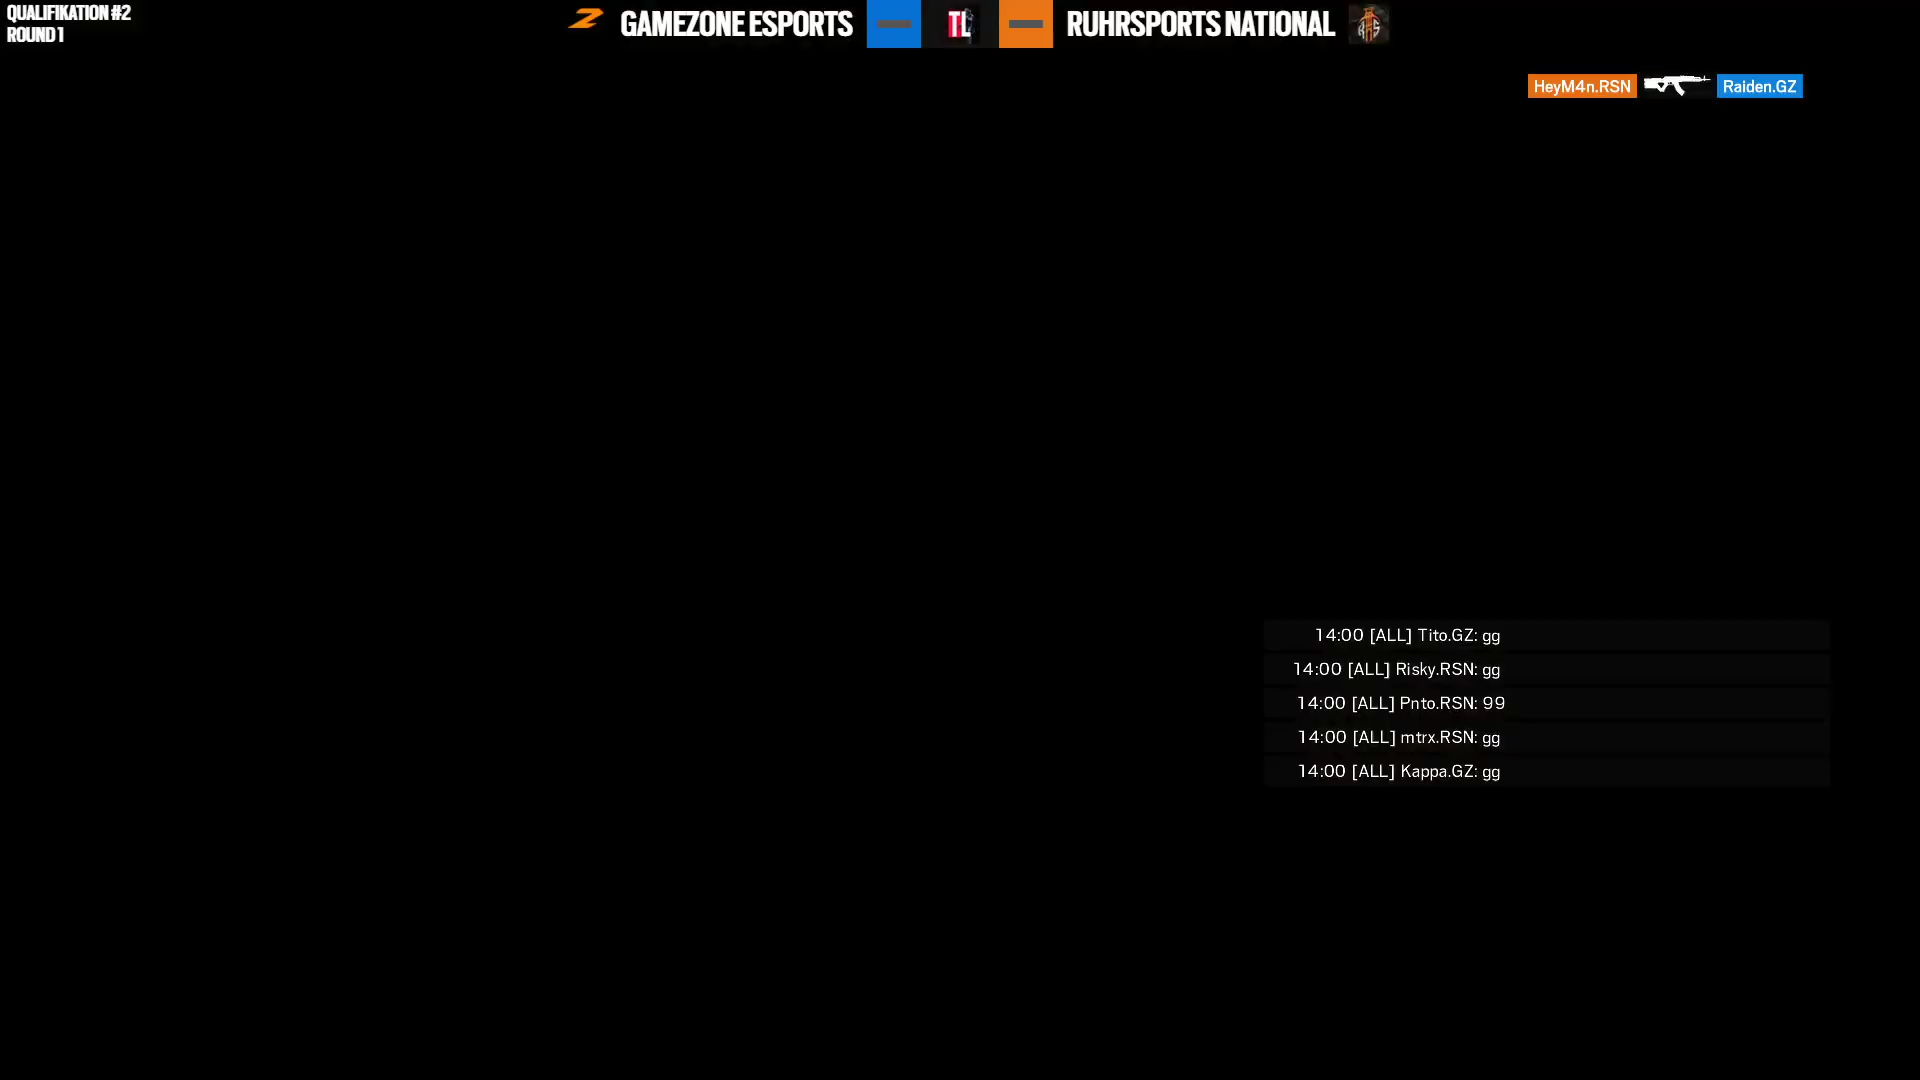 QUALIFIKATION #2
ROUND 1
GAMEZONE ESPORTS
TL
RUHRSPORTS NATIONAL
HeyM4n.RSN Raiden.GZ
14:00 [ALL] Tito.GZ: gg
14:00 [ALL] Risky.RSN: gg
14:00 [ALL] Pnto.RSN: 99
14:00 [ALL] mtrx.RSN: gg
14:00 [ALL] Kappa.GZ: gg